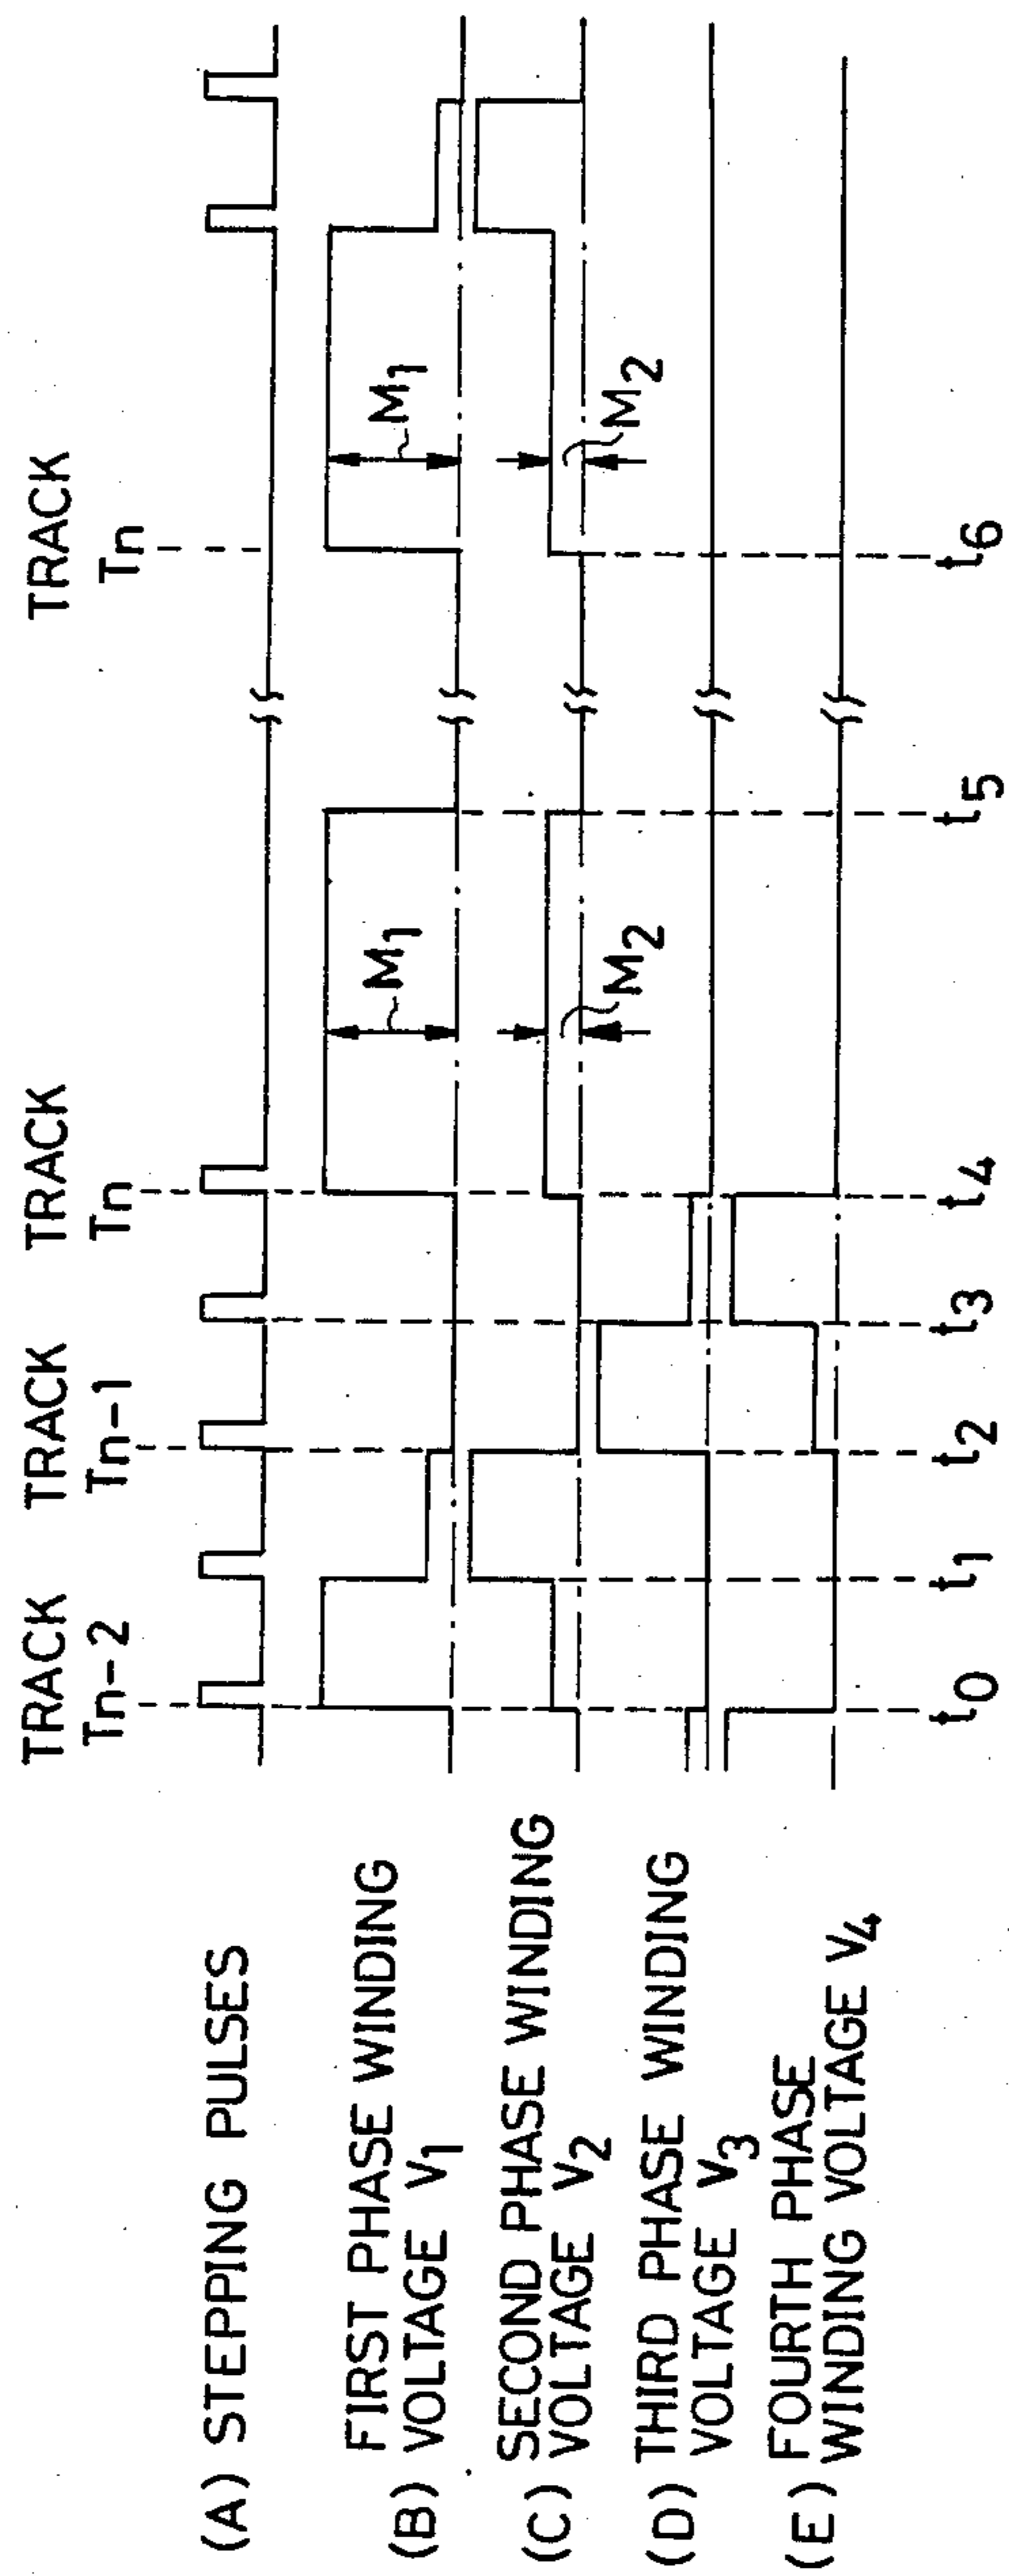 TRACK
Tn-2
TRACK
Tn-1
TRACK
Tn
TRACK
Tn
(A) STEPPING PULSES
FIRST PHASE WINDING
(B) VOLTAGE V1
M1
M1
(C) SECOND PHASE WINDING
VOLTAGE V2
M2
M2
(D) THIRD PHASE WINDING
VOLTAGE V3
(E) FOURTH PHASE
WINDING VOLTAGE V4
t0
t1
t2
t3
t4
t5
t6